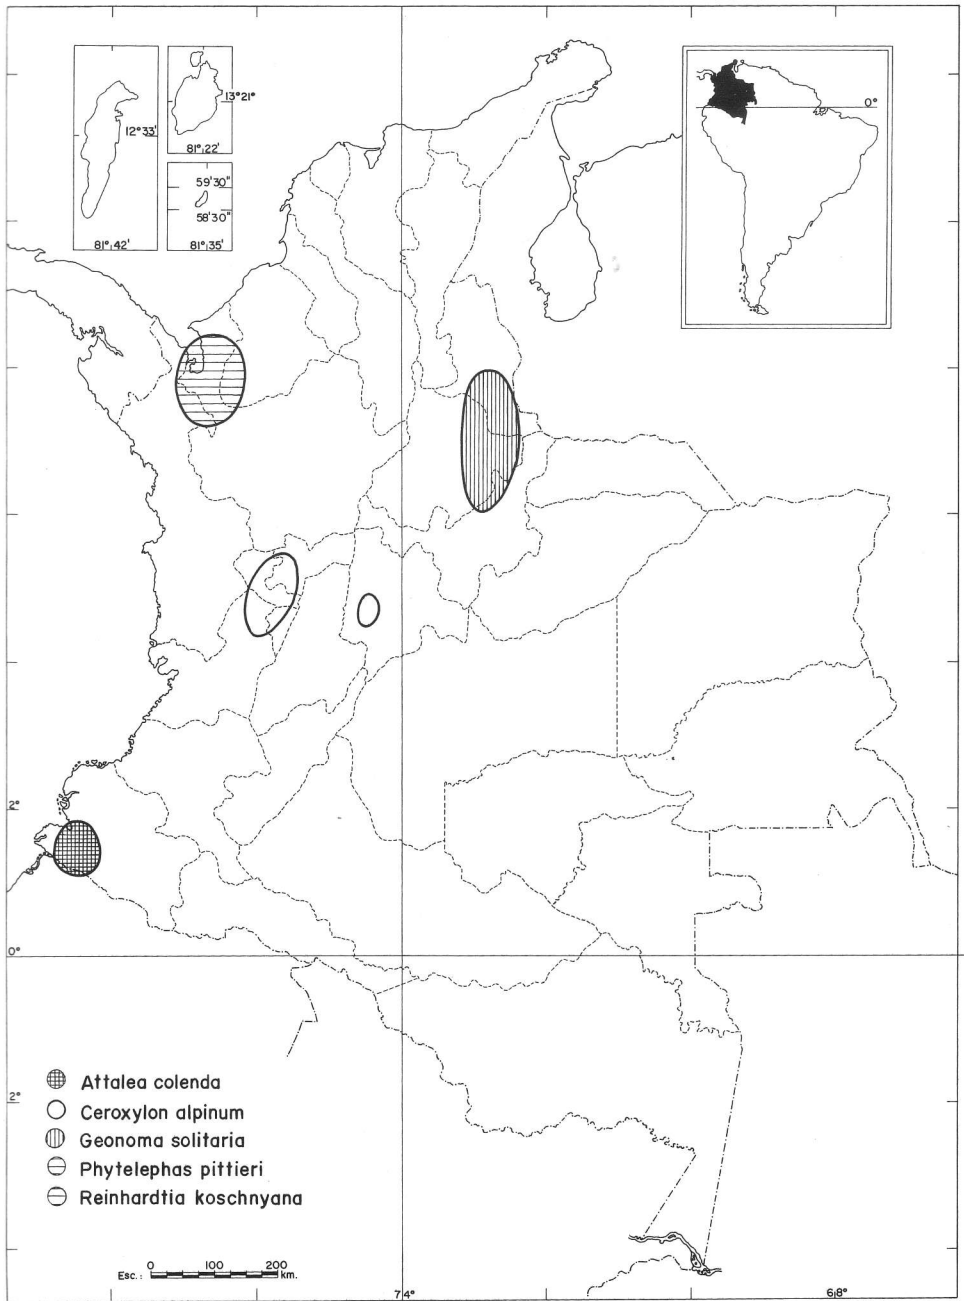 12°33'
81°42'
13°21°
81°22'
59'30"
58'30"
81°35'
0°
2°
0°
2°
Attalea colenda
Ceroxylon alpinum
Geonoma solitaria
Phytelephas pittieri
Reinhardtia koschnyana
0 100 200
Esc.: km.
74°
68°